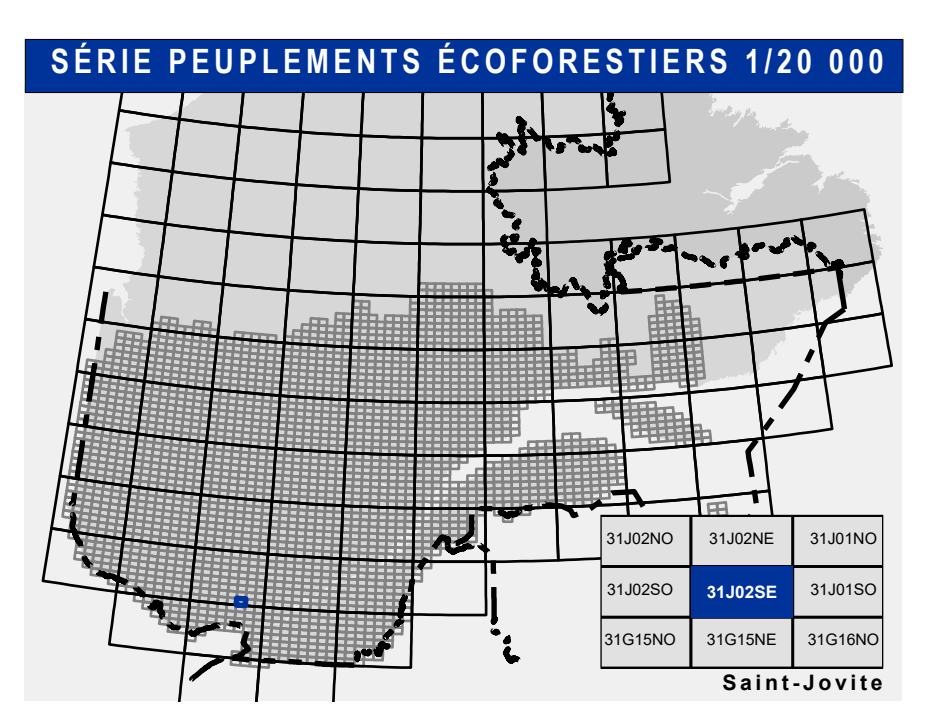 SÉRIE PEUPLEMENTS ÉCOFORESTIERS 1/20 000
31J02NO 31J02NE 31J01NO
31J02SO 31J02SE 31J01SO
31G15NO 31G15NE 31G16NO
Saint-Jovite